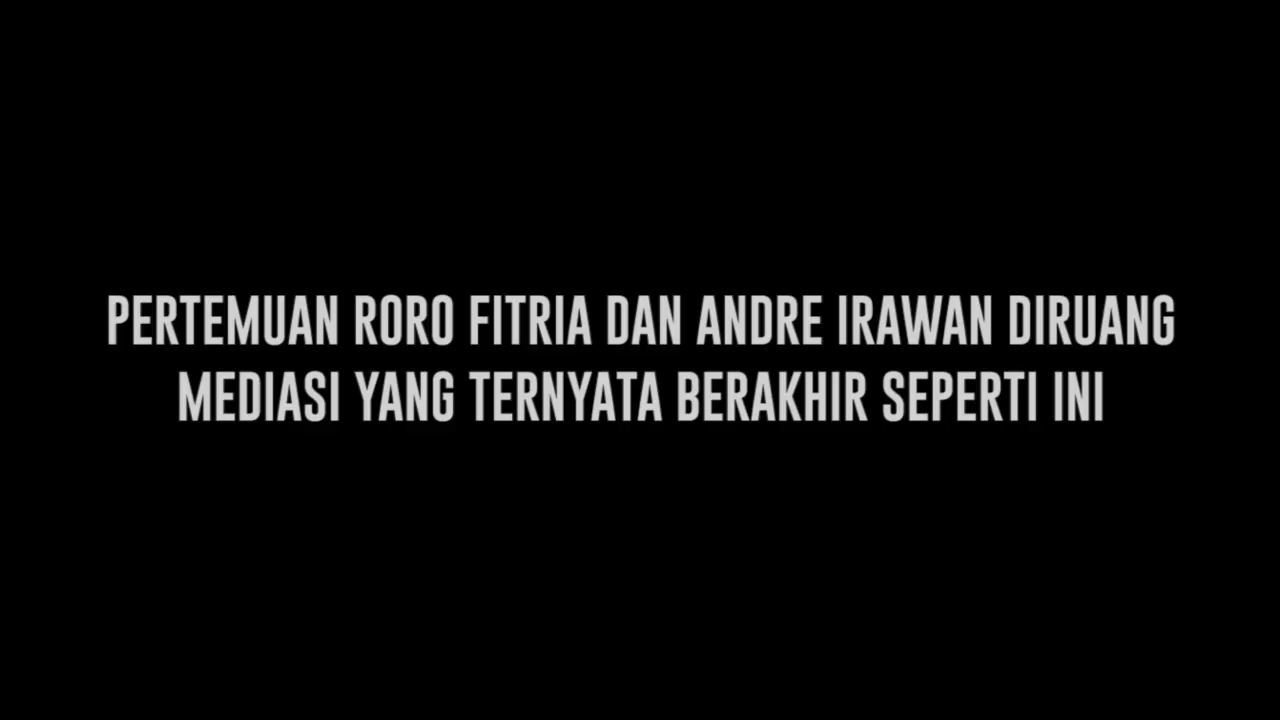 PERTEMUAN RORO FITRIA DAN ANDRE IRAWAN DIRUANG
MEDIASI YANG TERNYATA BERAKHIR SEPERTI INI